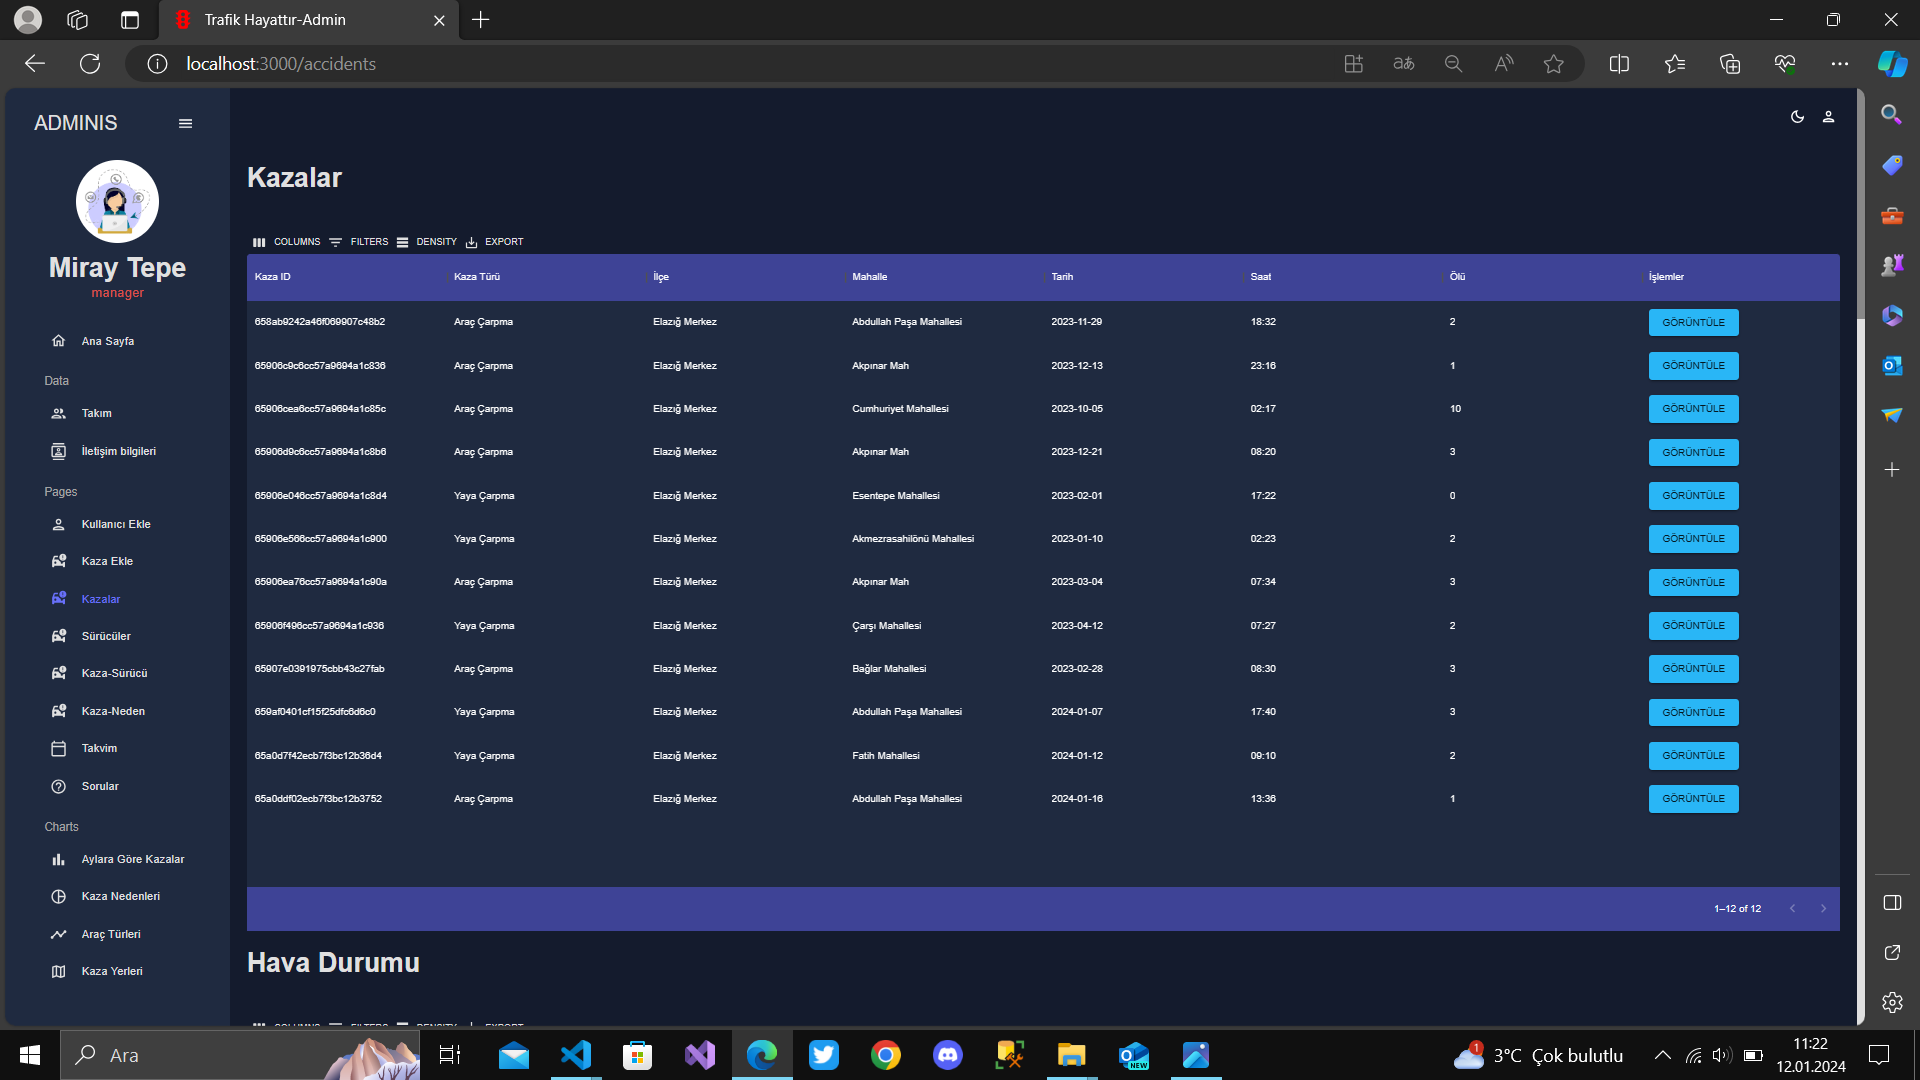 Trafik Hayattır-Admin
localhost:3000/accidents
ADMINIS
Miray Tepe
manager
Ana Sayfa
Data
Takım
İletişim bilgileri
Pages
Kullanıcı Ekle
Kaza Ekle
Kazalar
Sürücüler
Kaza-Sürücü
Kaza-Neden
Takvim
Sorular
Charts
Aylara Göre Kazalar
Kaza Nedenleri
Araç Türleri
Kaza Yerleri
Kazalar
COLUMNS FILTERS DENSITY EXPORT
Kaza ID Kaza Türü İlçe Mahalle Tarih Saat Ölü İşlemler
658ab9242a46f069907c48b2 Araç Çarpma Elazığ Merkez Abdullah Paşa Mahallesi 2023-11-29 18:32 2 GÖRÜNTÜLE
65906c9c6cc57a9694a1c836 Araç Çarpma Elazığ Merkez Akpınar Mah 2023-12-13 23:16 1 GÖRÜNTÜLE
65906cea6cc57a9694a1c85c Araç Çarpma Elazığ Merkez Cumhuriyet Mahallesi 2023-10-05 02:17 10 GÖRÜNTÜLE
65906d9c6cc57a9694a1c8b6 Araç Çarpma Elazığ Merkez Akpınar Mah 2023-12-21 08:20 3 GÖRÜNTÜLE
65906e046cc57a9694a1c8d4 Yaya Çarpma Elazığ Merkez Esentepe Mahallesi 2023-02-01 17:22 0 GÖRÜNTÜLE
65906e566cc57a9694a1c900 Yaya Çarpma Elazığ Merkez Akmezrasahilönü Mahallesi 2023-01-10 02:23 2 GÖRÜNTÜLE
65906ea76cc57a9694a1c90a Araç Çarpma Elazığ Merkez Akpınar Mah 2023-03-04 07:34 3 GÖRÜNTÜLE
65906f496cc57a9694a1c936 Yaya Çarpma Elazığ Merkez Çarşı Mahallesi 2023-04-12 07:27 2 GÖRÜNTÜLE
65907e0391975cbb43c27fab Araç Çarpma Elazığ Merkez Bağlar Mahallesi 2023-02-28 08:30 3 GÖRÜNTÜLE
659af0401cf15f25dfc6d6c0 Yaya Çarpma Elazığ Merkez Abdullah Paşa Mahallesi 2024-01-07 17:40 3 GÖRÜNTÜLE
65a0d7f42ecb7f3bc12b36d4 Yaya Çarpma Elazığ Merkez Fatih Mahallesi 2024-01-12 09:10 2 GÖRÜNTÜLE
65a0ddf02ecb7f3bc12b3752 Araç Çarpma Elazığ Merkez Abdullah Paşa Mahallesi 2024-01-16 13:36 1 GÖRÜNTÜLE
1–12 of 12
Hava Durumu
COLUMNS FILTERS DENSITY EXPORT
Ara
NEW
1
3°C Çok bulutlu
11:22
12.01.2024